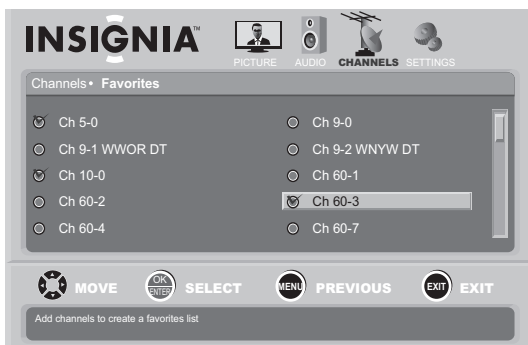 INSIGNIA™
PICTURE AUDIO CHANNELS SETTINGS
Channels• Favorites
Ch 5-0 Ch 9-0
Ch 9-1 WWOR DT Ch 9-2 WNYW DT
Ch 10-0 Ch 60-1
Ch 60-2 Ch 60-3
Ch 60-4 Ch 60-7
MOVE OK ENTER SELECT MENU PREVIOUS EXIT EXIT
Add channels to create a favorites list